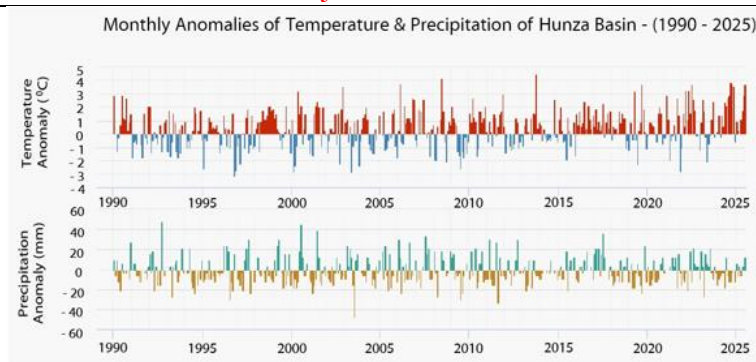 Monthly Anomalies of Temperature & Precipitation of Hunza Basin - (1990 - 2025)
Temperature
Anomaly (ºC)
5
4
3
2
1
0
- 1
- 2
- 3
- 4
1990 1995 2000 2005 2010 2015 2020 2025
Precipitation
Anomaly (mm)
60
40
20
0
- 20
- 40
- 60
1990 1995 2000 2005 2010 2015 2020 2025